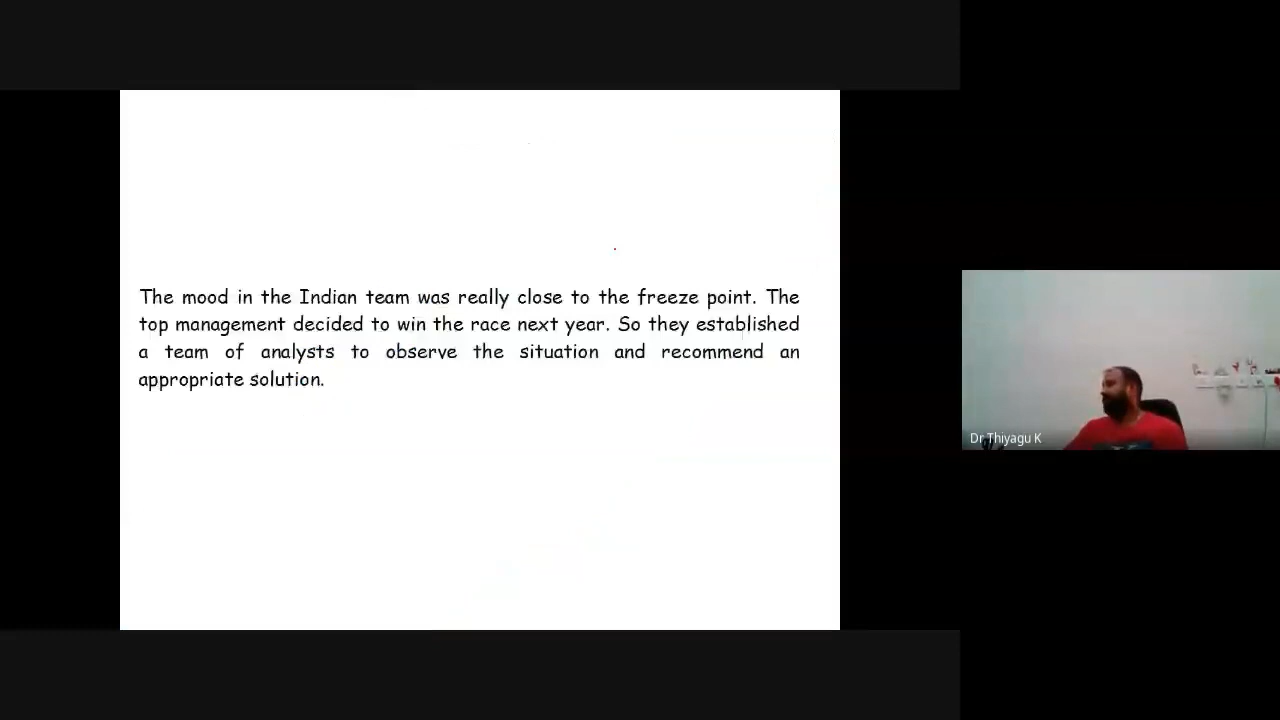 The mood in the Indian team was really close to the freeze point. The
top management decided to win the race next year. So they established
a team of analysts to observe the situation and recommend an
appropriate solution.
Dr Thiyagu K